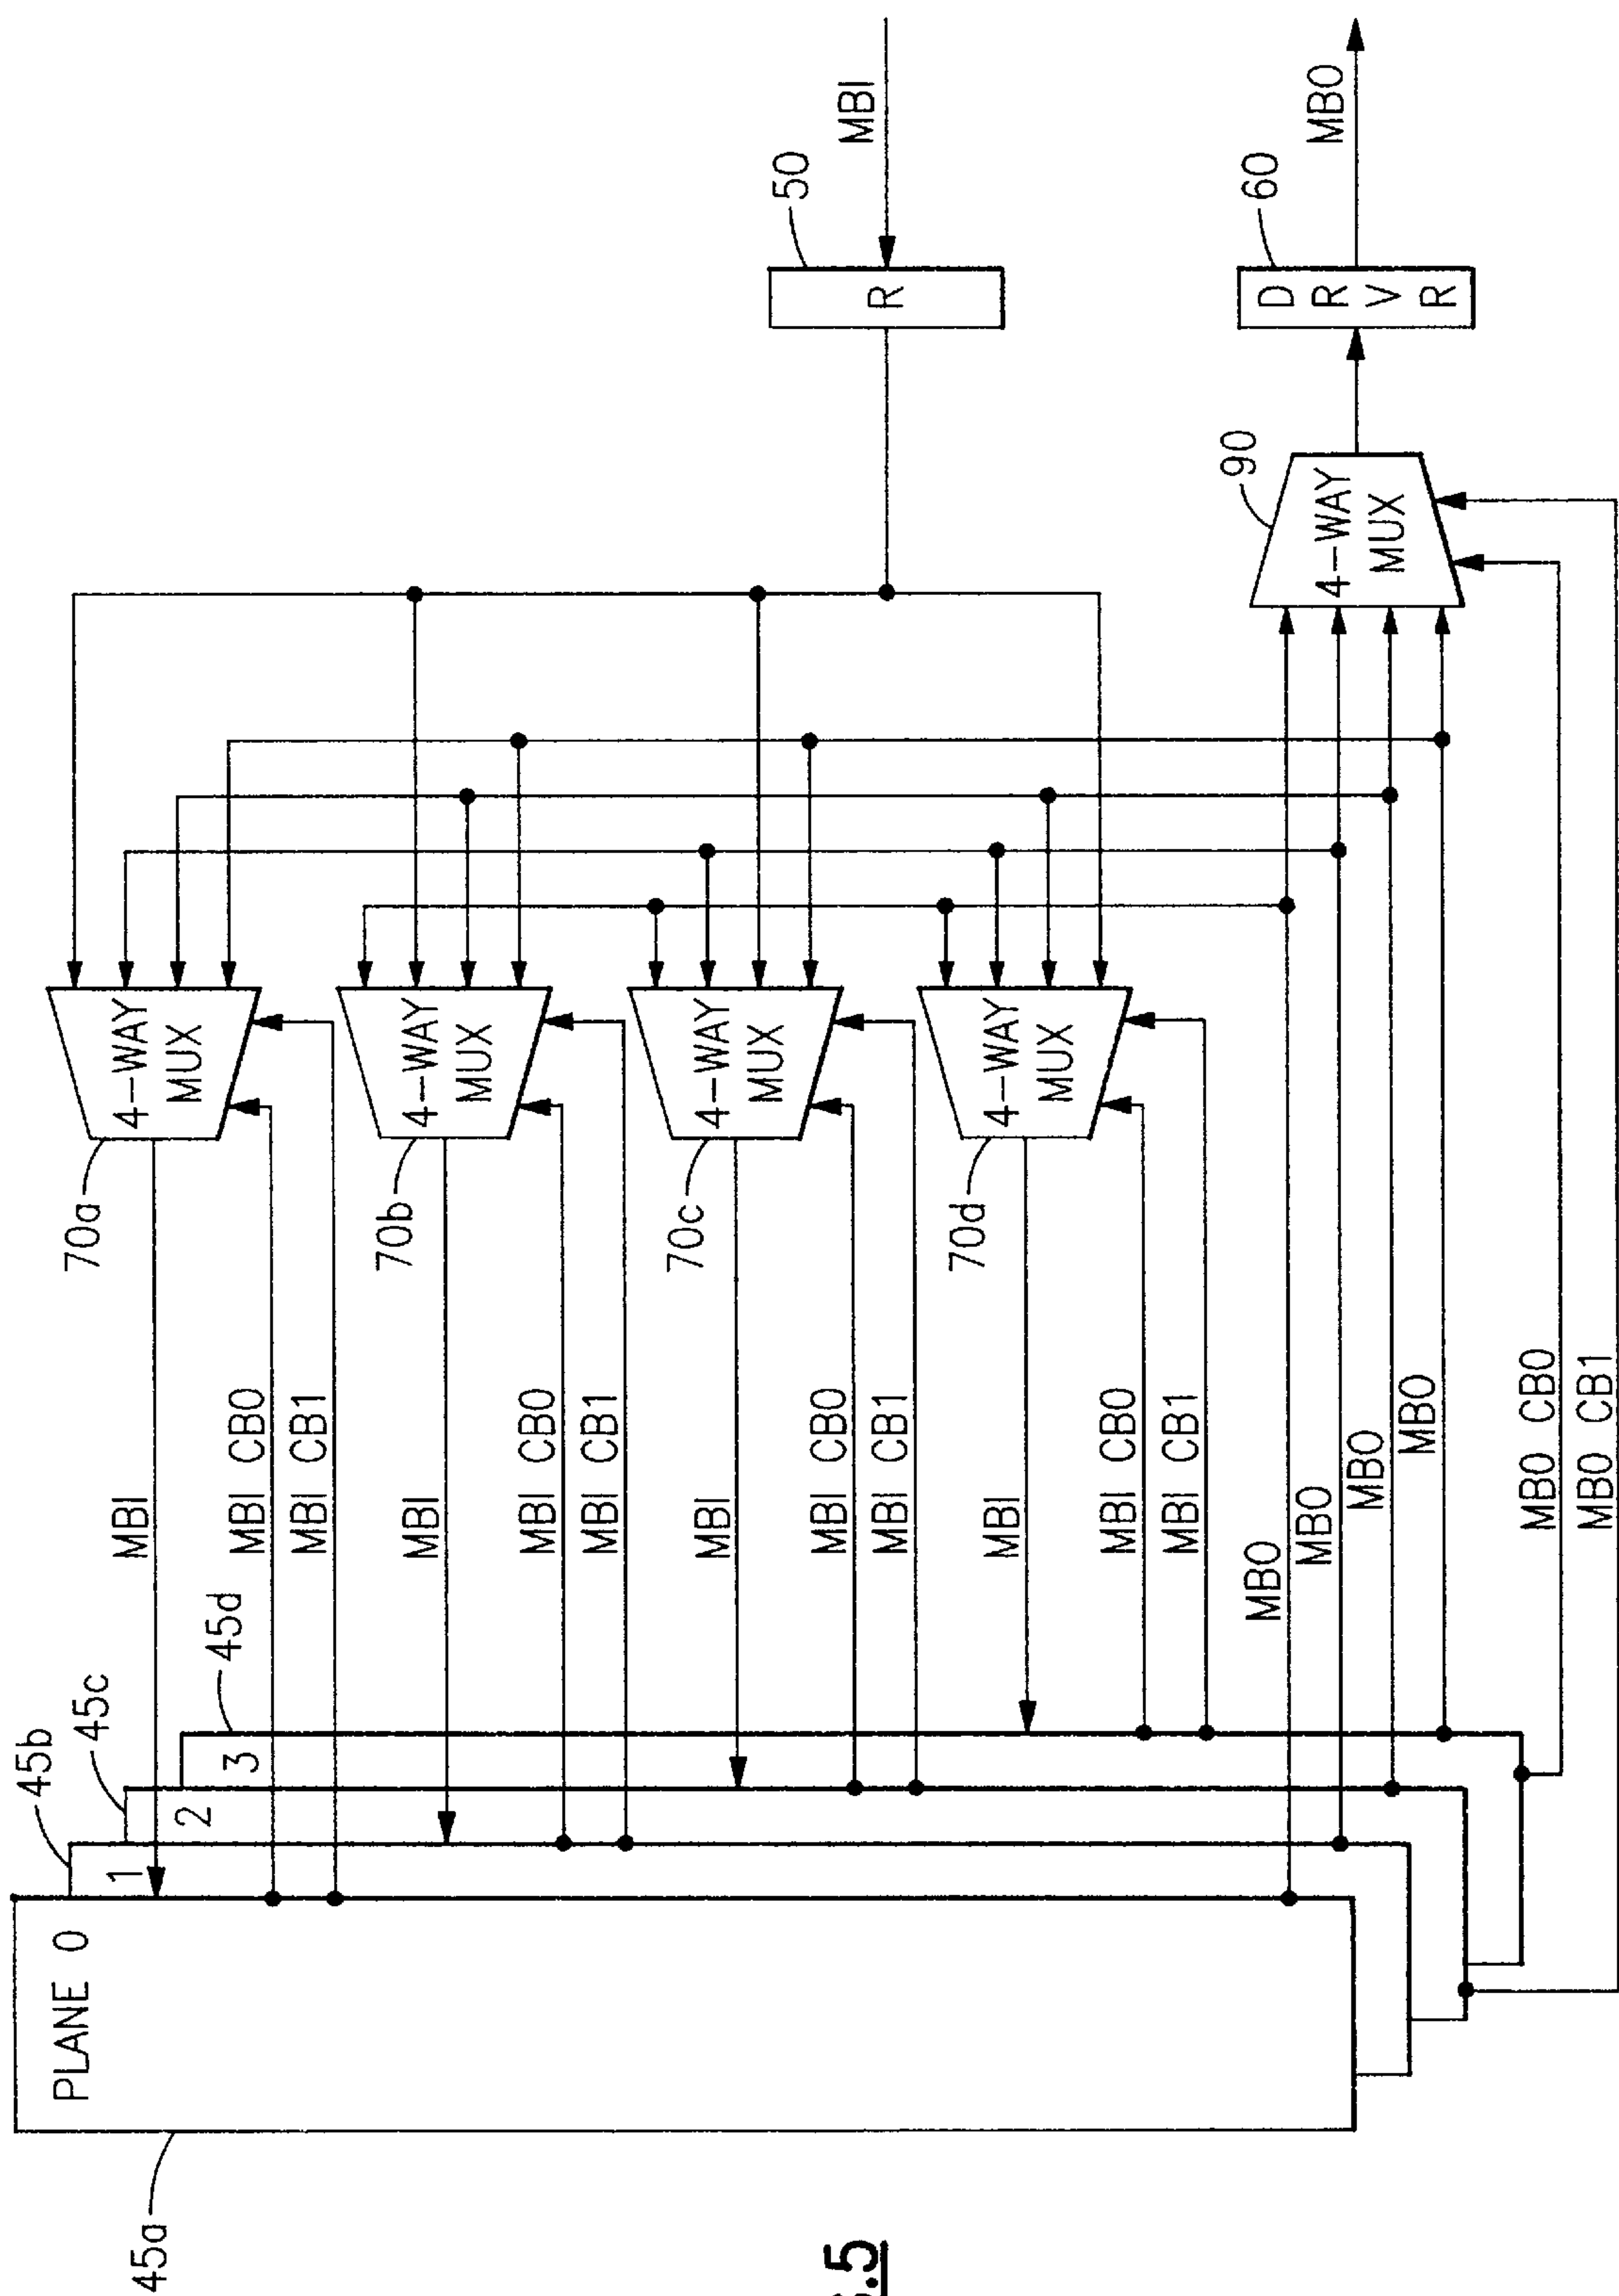 45a
PLANE 0
45b
1
45c
2
45d
3
MBI
MBI CB0
MBI CB1
70a
4-WAY
MUX
MBI
MBI CB0
MBI CB1
70b
4-WAY
MUX
MBI
MBI CB0
MBI CB1
70c
4-WAY
MUX
MBI
MBI CB0
MBI CB1
70d
4-WAY
MUX
MBO
MBO
MBO
MBO
MBO CB0
MBO CB1
50
R
MBI
90
4-WAY
MUX
60
D
R
V
R
MBO
.5